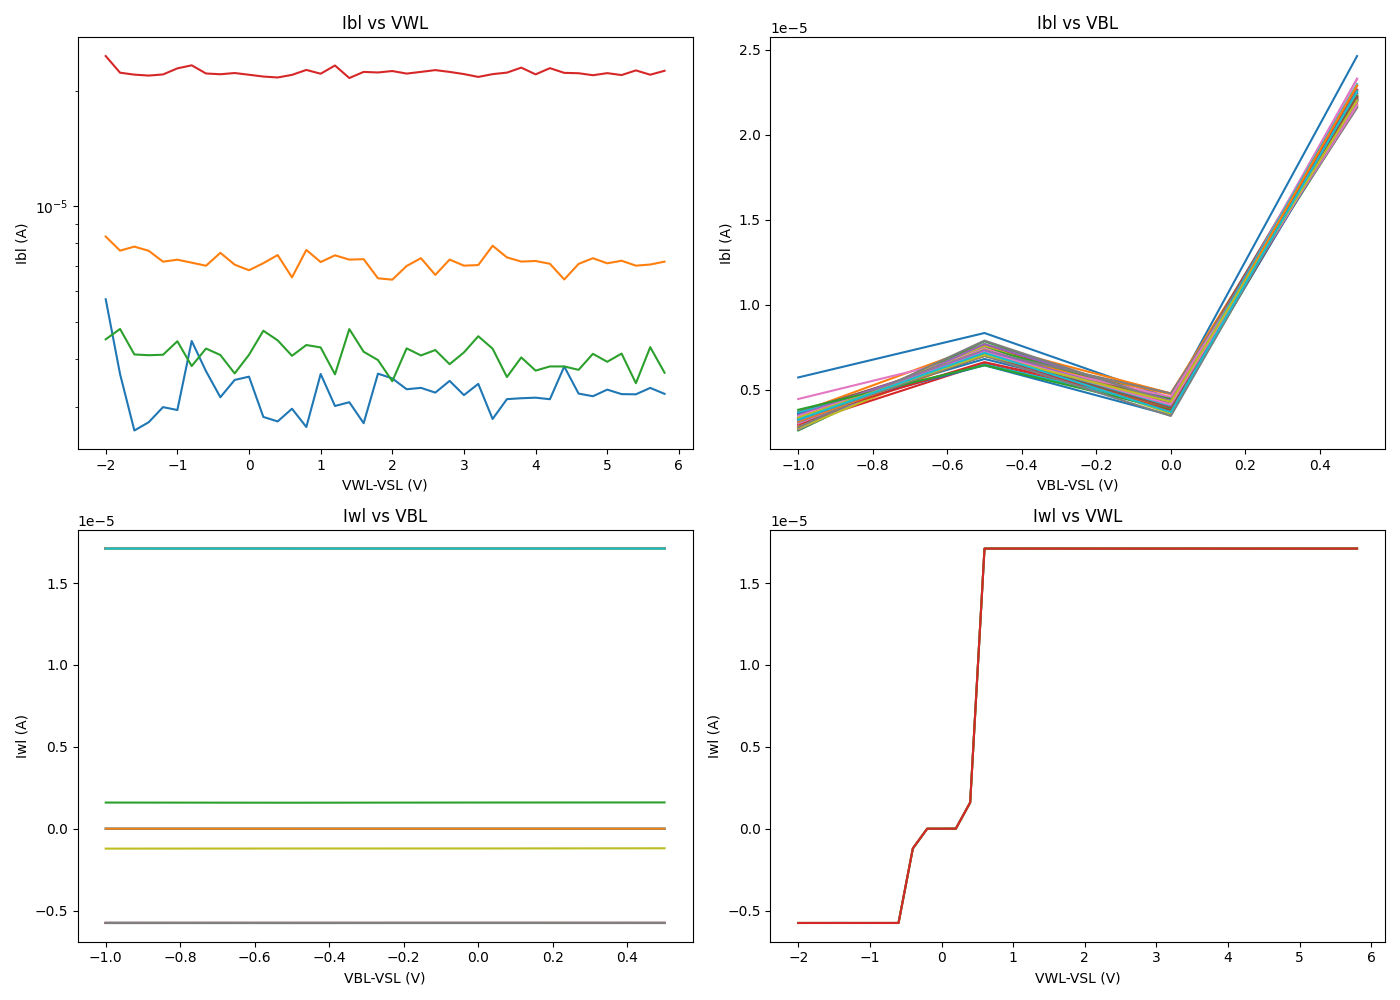 Ibl vs VWL
Ibl (A)
10⁻⁵
−2 −1 0 1 2 3 4 5 6
VWL-VSL (V)
Ibl vs VBL
1e−5
Ibl (A)
2.5
2.0
1.5
1.0
0.5
−1.0 −0.8 −0.6 −0.4 −0.2 0.0 0.2 0.4
VBL-VSL (V)
Iwl vs VBL
1e−5
Iwl (A)
1.5
1.0
0.5
0.0
−0.5
−1.0 −0.8 −0.6 −0.4 −0.2 0.0 0.2 0.4
VBL-VSL (V)
Iwl vs VWL
1e−5
Iwl (A)
1.5
1.0
0.5
0.0
−0.5
−2 −1 0 1 2 3 4 5 6
VWL-VSL (V)